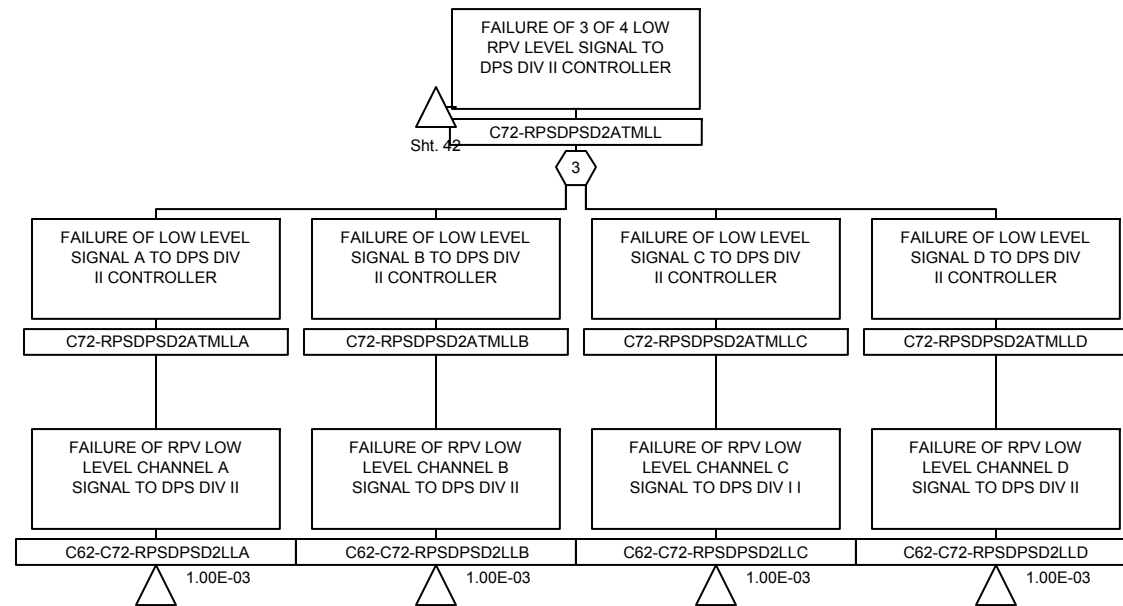 FAILURE OF 3 OF 4 LOW
RPV LEVEL SIGNAL TO
DPS DIV II CONTROLLER
C72-RPSDPSD2ATMLL
Sht. 42
3
FAILURE OF LOW LEVEL
SIGNAL A TO DPS DIV
II CONTROLLER
FAILURE OF LOW LEVEL
SIGNAL B TO DPS DIV
II CONTROLLER
FAILURE OF LOW LEVEL
SIGNAL C TO DPS DIV
II CONTROLLER
FAILURE OF LOW LEVEL
SIGNAL D TO DPS DIV
II CONTROLLER
C72-RPSDPSD2ATMLLA
C72-RPSDPSD2ATMLLB
C72-RPSDPSD2ATMLLC
C72-RPSDPSD2ATMLLD
FAILURE OF RPV LOW
LEVEL CHANNEL A
SIGNAL TO DPS DIV II
FAILURE OF RPV LOW
LEVEL CHANNEL B
SIGNAL TO DPS DIV II
FAILURE OF RPV LOW
LEVEL CHANNEL C
SIGNAL TO DPS DIV I I
FAILURE OF RPV LOW
LEVEL CHANNEL D
SIGNAL TO DPS DIV II
C62-C72-RPSDPSD2LLA
C62-C72-RPSDPSD2LLB
C62-C72-RPSDPSD2LLC
C62-C72-RPSDPSD2LLD
1.00E-03
1.00E-03
1.00E-03
1.00E-03